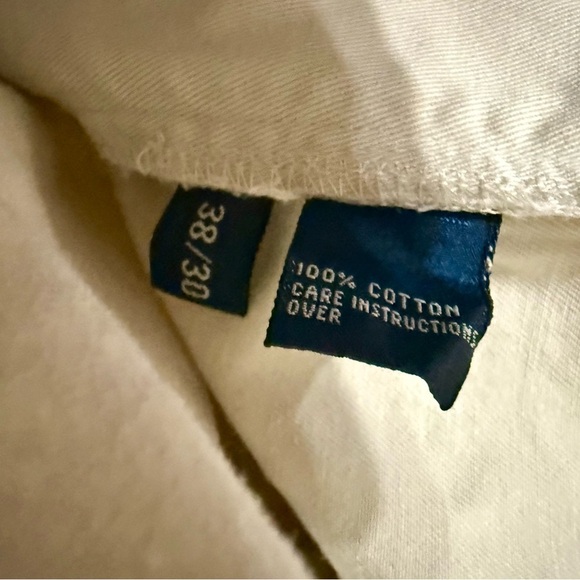 38/30
100% COTTON
CARE INSTRUCTIONS
OVER